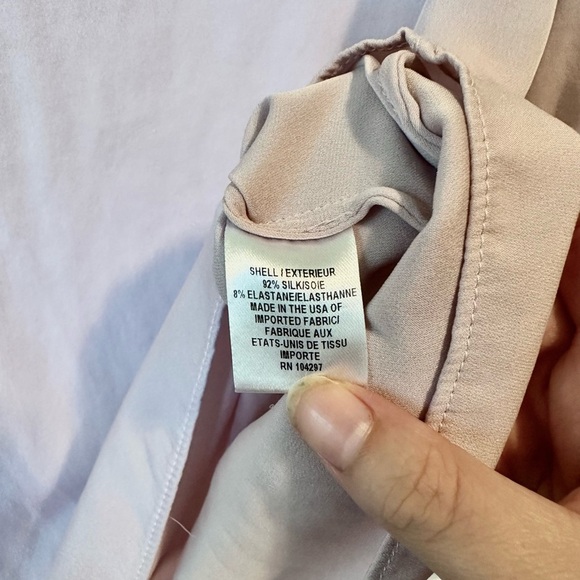 SHELL / EXTERIEUR
92% SILK/SOIE
8% ELASTANE/ELASTHANNE
MADE IN THE USA OF
IMPORTED FABRIC/
FABRIQUE AUX
ETATS-UNIS DE TISSU
IMPORTE
RN 104297